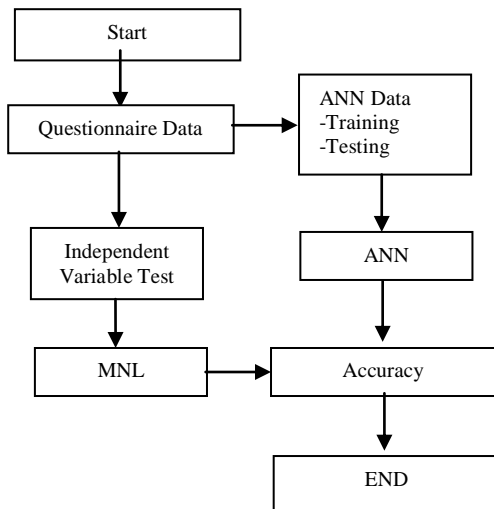 Start
Questionnaire Data
ANN Data
-Training
-Testing
Independent
Variable Test
ANN
MNL
Accuracy
END